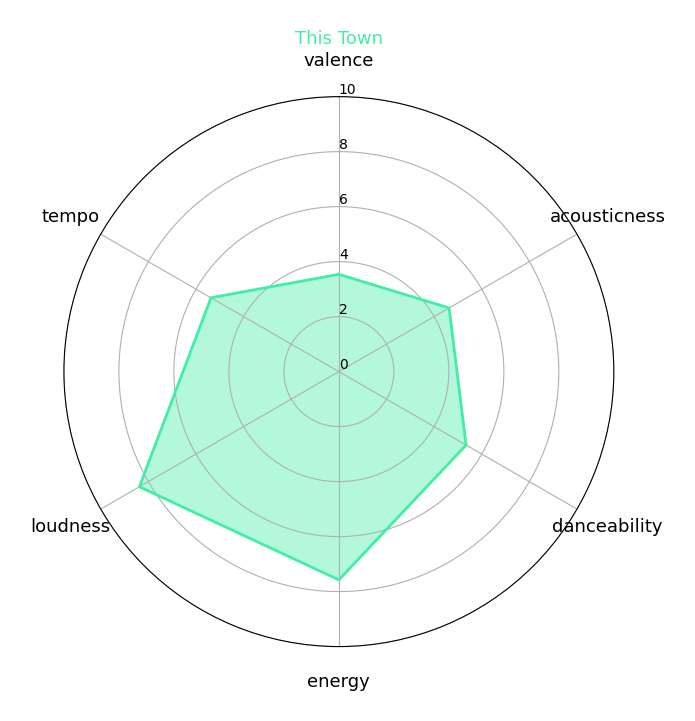 This Town
valence
10
8
6
4
2
0
tempo
acousticness
loudness
danceability
energy